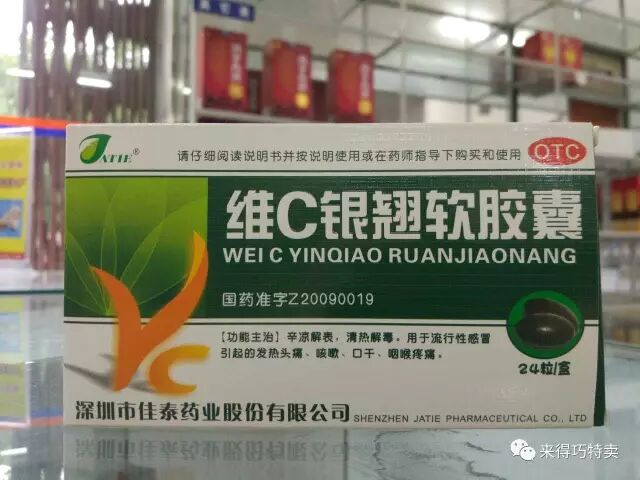 JATIE®
请仔细阅读说明书并按说明使用或在药师指导下购买和使用
OTC
维C银翘软胶囊
WEI C YINQIAO RUANJIAONANG
国药准字Z20090019
【功能主治】辛凉解表，清热解毒。用于流行性感冒
引起的发热头痛、咳嗽、口干、咽喉疼痛。
24粒/盒
深圳市佳泰药业股份有限公司 SHENZHEN JATIE PHARMACEUTICAL CO., LTD
来得巧特卖